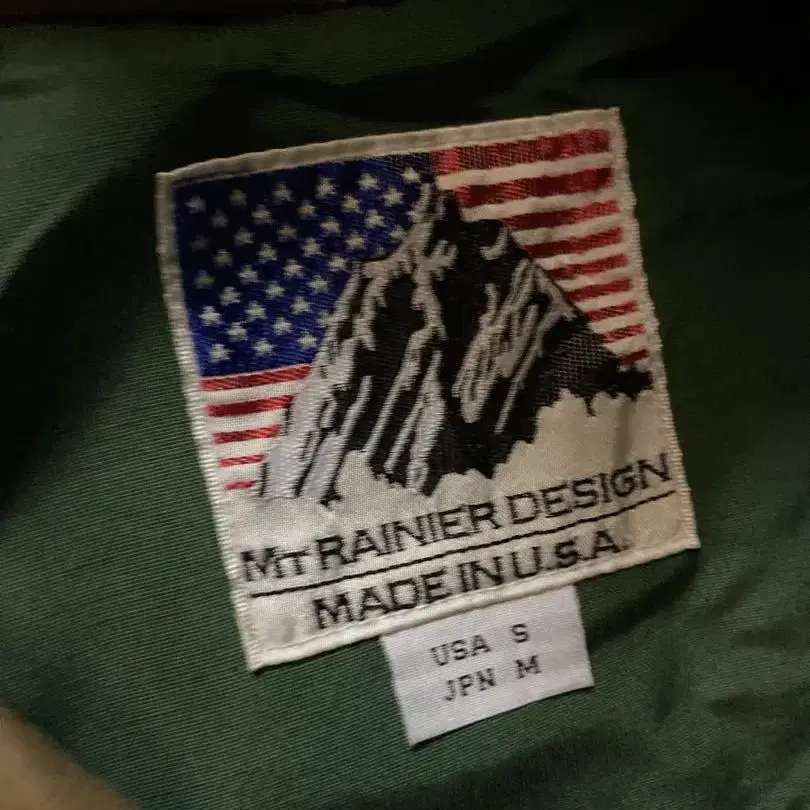 MT RAINIER DESIGN
MADE IN U.S.A.
USA S
JPN M